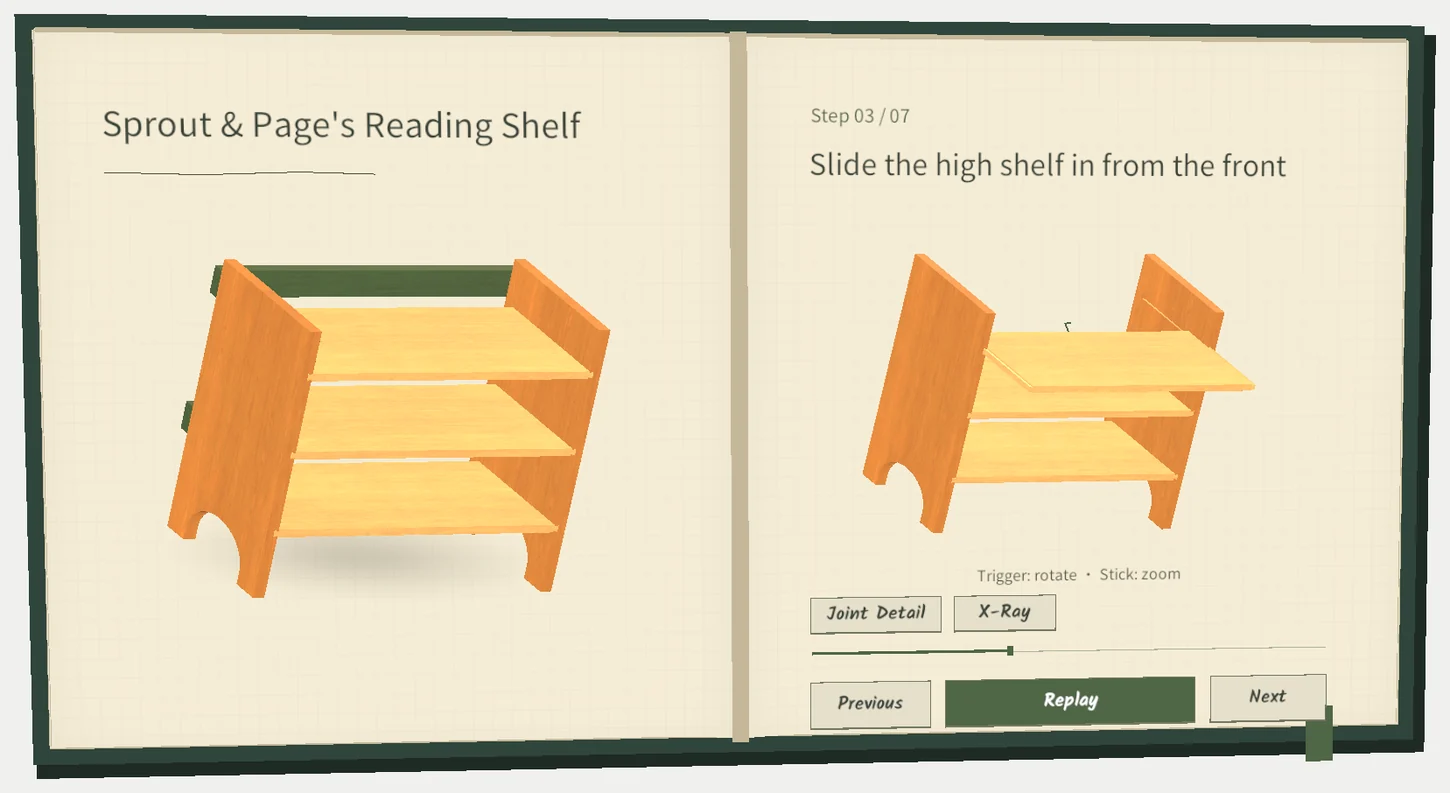 Sprout & Page's Reading Shelf
Step 03 / 07
Slide the high shelf in from the front
Trigger: rotate • Stick: zoom
Joint Detail
X-Ray
Previous
Replay
Next